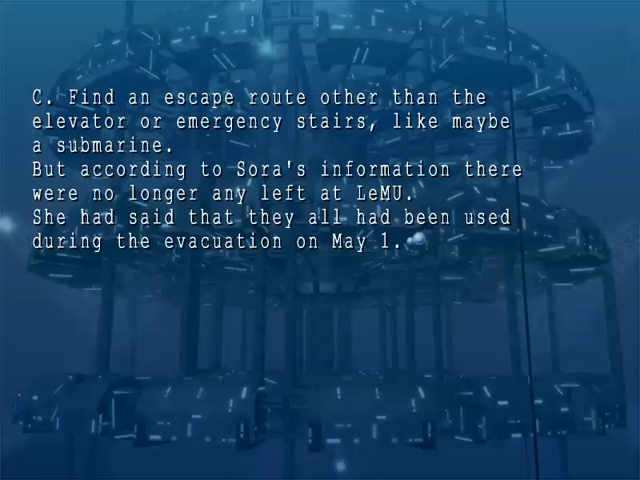 C. Find an escape route other than the
elevator or emergency stairs, like maybe
a submarine.
But according to Sora's information there
were no longer any left at LeMU.
She had said that they all had been used
during the evacuation on May 1.